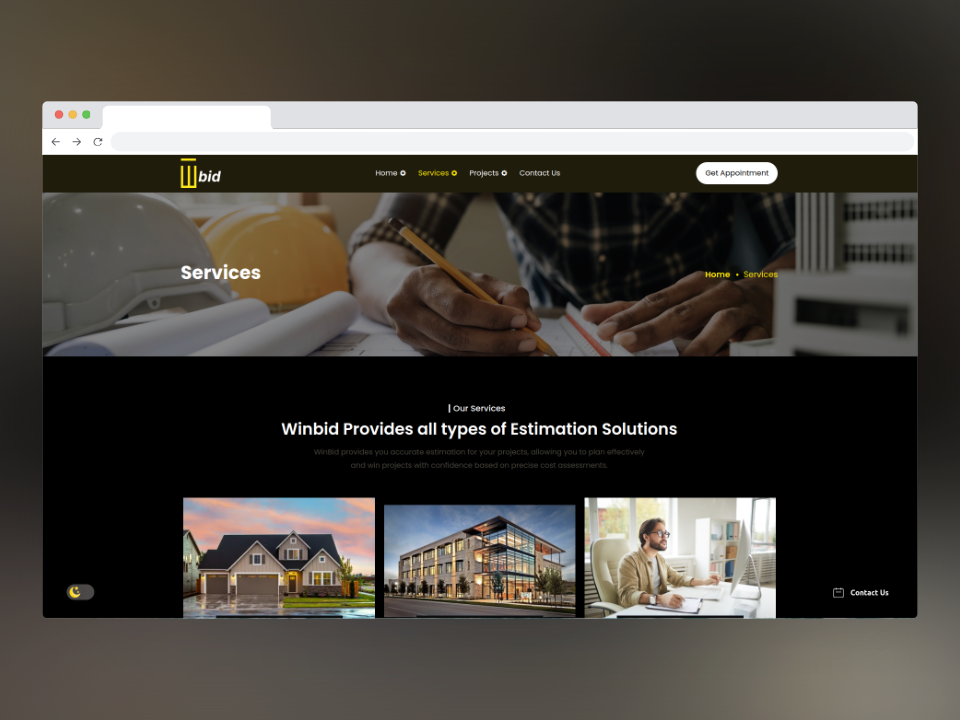 bid
Home Services Projects Contact Us
Get Appointment
Services
Home • Services
| Our Services
Winbid Provides all types of Estimation Solutions
WinBid provides you accurate estimation for your projects, allowing you to plan effectively
and win projects with confidence based on precise cost assessments.
Contact Us